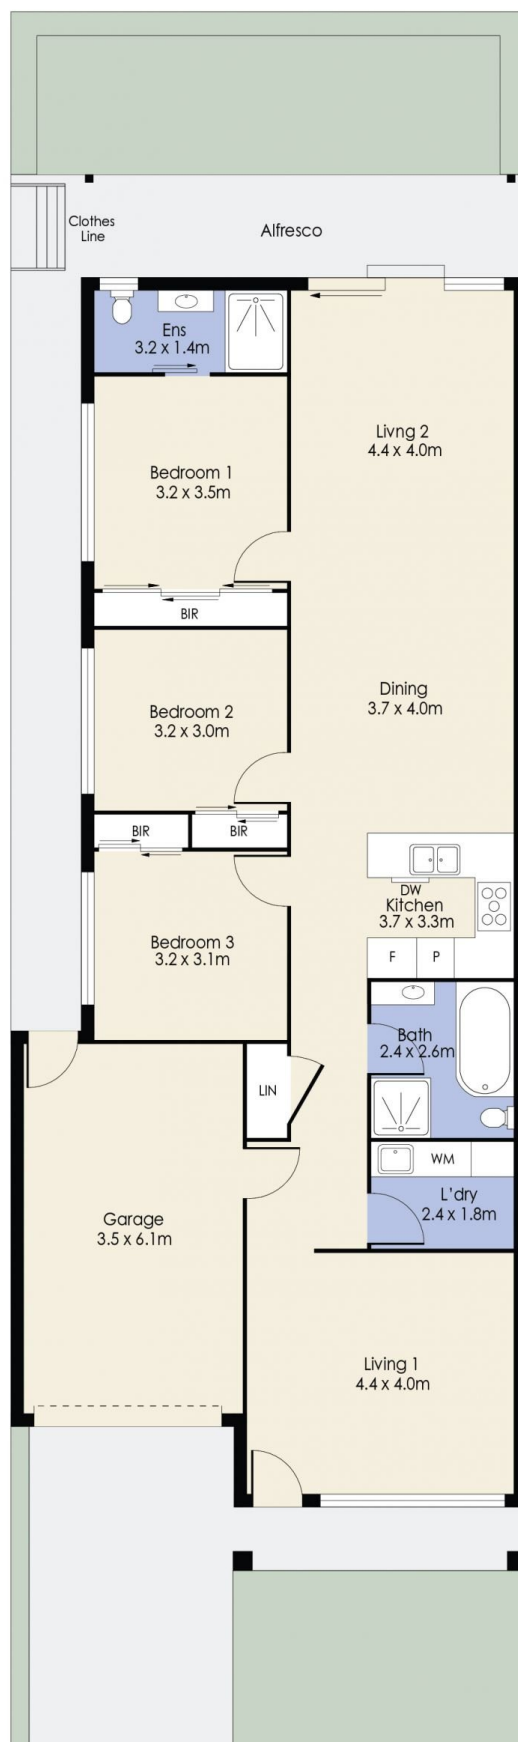 Clothes
Line
Alfresco
Ens
3.2 x 1.4m
Livng 2
4.4 x 4.0m
Bedroom 1
3.2 x 3.5m
BIR
Bedroom 2
3.2 x 3.0m
Dining
3.7 x 4.0m
BIR
BIR
DW
Kitchen
3.7 x 3.3m
F
P
Bedroom 3
3.2 x 3.1m
Bath
2.4 x 2.6m
LIN
WM
L'dry
2.4 x 1.8m
Garage
3.5 x 6.1m
Living 1
4.4 x 4.0m